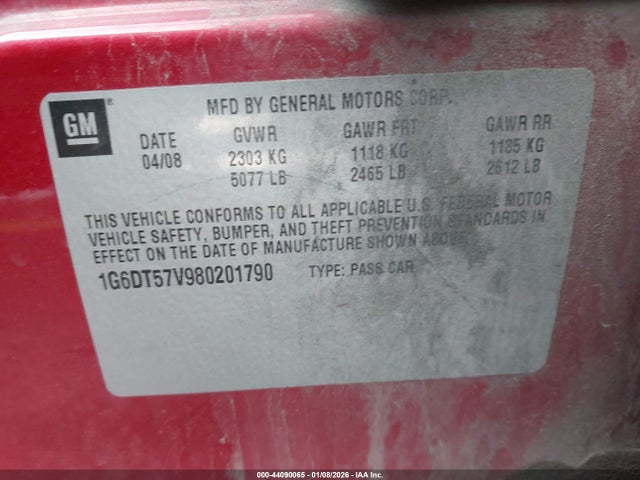 GM
MFD BY GENERAL MOTORS CORP.
DATE GVWR GAWR FRT GAWR RR
04/08 2303 KG 1118 KG 1185 KG
5077 LB 2465 LB 2612 LB
THIS VEHICLE CONFORMS TO ALL APPLICABLE U.S. FEDERAL MOTOR
VEHICLE SAFETY, BUMPER, AND THEFT PREVENTION STANDARDS IN
EFFECT ON THE DATE OF MANUFACTURE SHOWN ABOVE.
1G6DT57V980201790 TYPE: PASS CAR
000-44090065 - 01/08/2026 - IAA Corp.